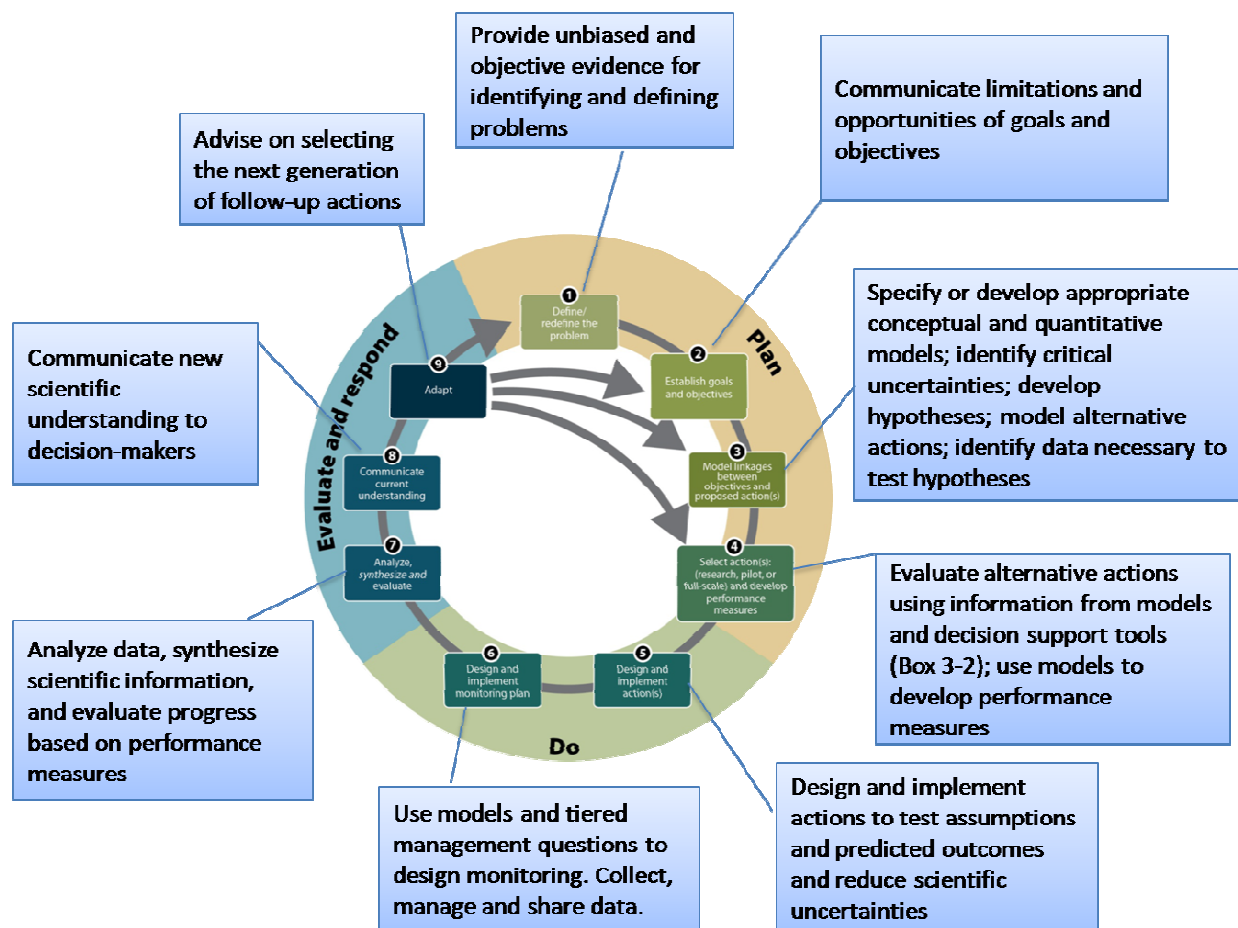 Provide unbiased and
objective evidence for
identifying and defining
problems
Communicate limitations and
opportunities of goals and
objectives
Advise on selecting
the next generation
of follow-up actions
Specify or develop appropriate
conceptual and quantitative
models; identify critical
uncertainties; develop
hypotheses; model alternative
actions; identify data necessary to
test hypotheses
Communicate new
scientific
understanding to
decision-makers
Evaluate and respond
Plan
Do
1
Define/
redefine the
problem
2
Establish goals
and objectives
3
Model linkages
between
objectives and
proposed action(s)
4
Select action(s):
(research, pilot, or
full-scale) and develop
performance
measures
5
Design and
implement
action(s)
6
Design and
implement
monitoring plan
7
Analyze,
synthesize and
evaluate
8
Communicate
current
understanding
9
Adapt
Evaluate alternative actions
using information from models
and decision support tools
(Box 3-2); use models to
develop performance
measures
Analyze data, synthesize
scientific information,
and evaluate progress
based on performance
measures
Use models and tiered
management questions to
design monitoring. Collect,
manage and share data.
Design and implement
actions to test assumptions
and predicted outcomes
and reduce scientific
uncertainties